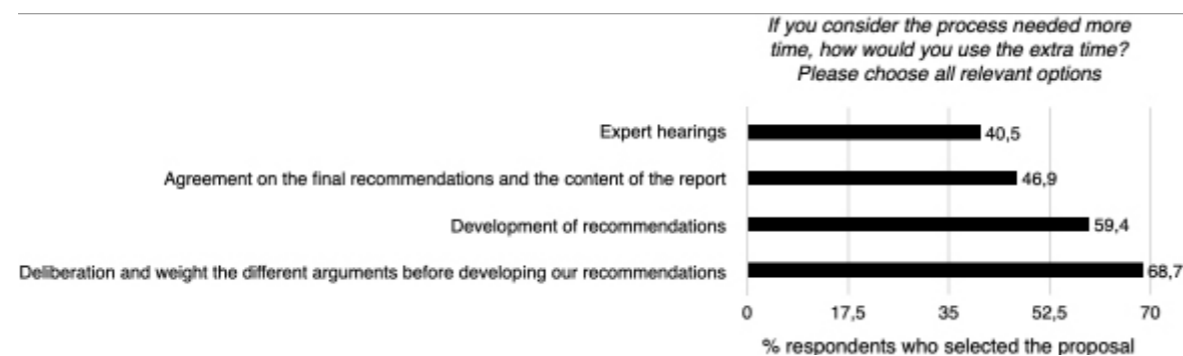 If you consider the process needed more
time, how would you use the extra time?
Please choose all relevant options
Expert hearings 40,5
Agreement on the final recommendations and the content of the report 46,9
Development of recommendations 59,4
Deliberation and weight the different arguments before developing our recommendations 68,7
0 17,5 35 52,5 70
% respondents who selected the proposal